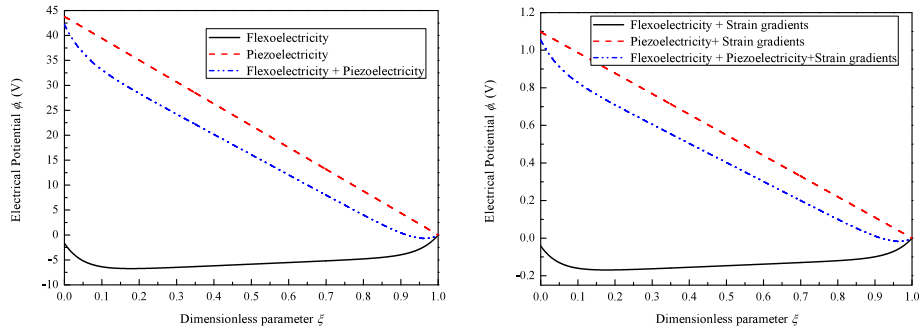 45
40
35
30
25
20
15
10
5
0
-5
-10
Electrical Potiential ϕ, (V)
Flexoelectricity
Piezoelectricity
Flexoelectricity + Piezoelectricity
0.0 0.1 0.2 0.3 0.4 0.5 0.6 0.7 0.8 0.9 1.0
Dimensionless parameter ξ
1.2
1.0
0.8
0.6
0.4
0.2
0.0
-0.2
Electrical Potiential ϕ, (V)
Flexoelectricity + Strain gradients
Piezoelectricity+ Strain gradients
Flexoelectricity + Piezoelectricity+Strain gradients
0.0 0.1 0.2 0.3 0.4 0.5 0.6 0.7 0.8 0.9 1.0
Dimensionless parameter ξ